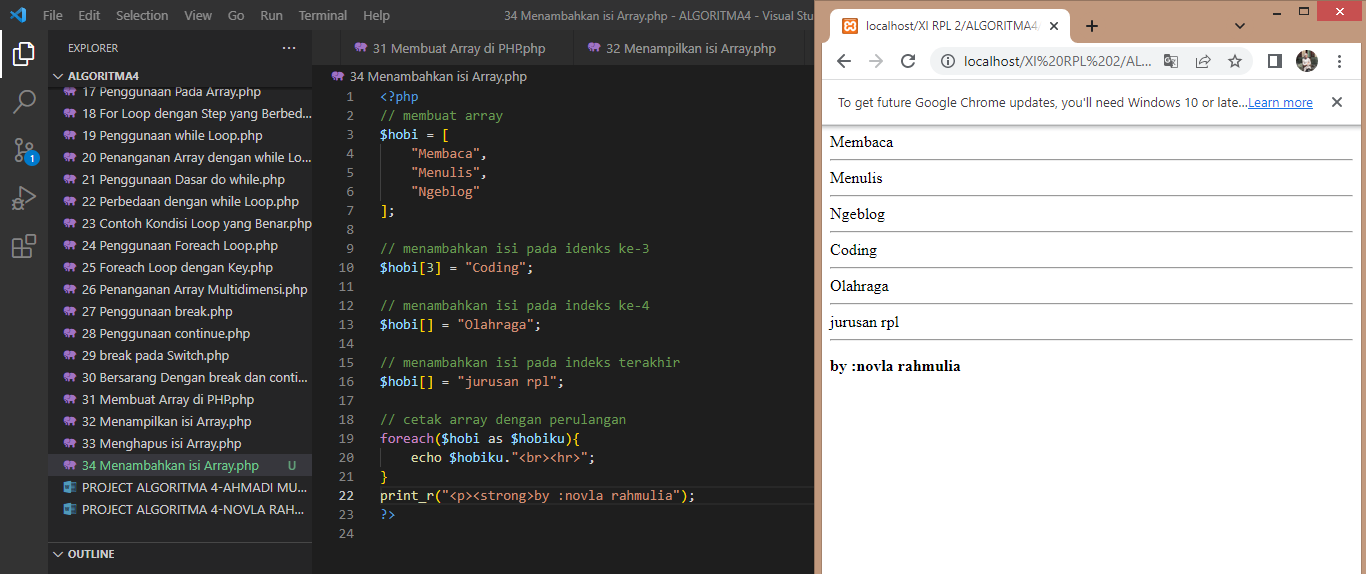 File Edit Selection View Go Run Terminal Help
34 Menambahkan isi Array.php - ALGORITMA4 - Visual Stu
EXPLORER
ALGORITMA4
17 Penggunaan Pada Array.php
18 For Loop dengan Step yang Berbed...
19 Penggunaan while Loop.php
20 Penanganan Array dengan while Lo...
21 Penggunaan Dasar do while.php
22 Perbedaan dengan while Loop.php
23 Contoh Kondisi Loop yang Benar.php
24 Penggunaan Foreach Loop.php
25 Foreach Loop dengan Key.php
26 Penanganan Array Multidimensi.php
27 Penggunaan break.php
28 Penggunaan continue.php
29 break pada Switch.php
30 Bersarang Dengan break dan conti...
31 Membuat Array di PHP.php
32 Menampilkan isi Array.php
33 Menghapus isi Array.php
34 Menambahkan isi Array.php U
PROJECT ALGORITMA 4-AHMADI MU...
PROJECT ALGORITMA 4-NOVLA RAH...
OUTLINE
1
31 Membuat Array di PHP.php
32 Menampilkan isi Array.php
34 Menambahkan isi Array.php
1 <?php
2 // membuat array
3 $hobi = [
4 "Membaca",
5 "Menulis",
6 "Ngeblog"
7 ];
8
9 // menambahkan isi pada idenks ke-3
10 $hobi[3] = "Coding";
11
12 // menambahkan isi pada indeks ke-4
13 $hobi[] = "Olahraga";
14
15 // menambahkan isi pada indeks terakhir
16 $hobi[] = "jurusan rpl";
17
18 // cetak array dengan perulangan
19 foreach($hobi as $hobiku){
20 echo $hobiku."<br><hr>";
21 }
22 print_r("<p><strong>by :novla rahmulia");
23 ?>
24
localhost/XI RPL 2/ALGORITMA4/
localhost/XI%20RPL%202/AL...
To get future Google Chrome updates, you'll need Windows 10 or late...Learn more
Membaca
Menulis
Ngeblog
Coding
Olahraga
jurusan rpl
by :novla rahmulia